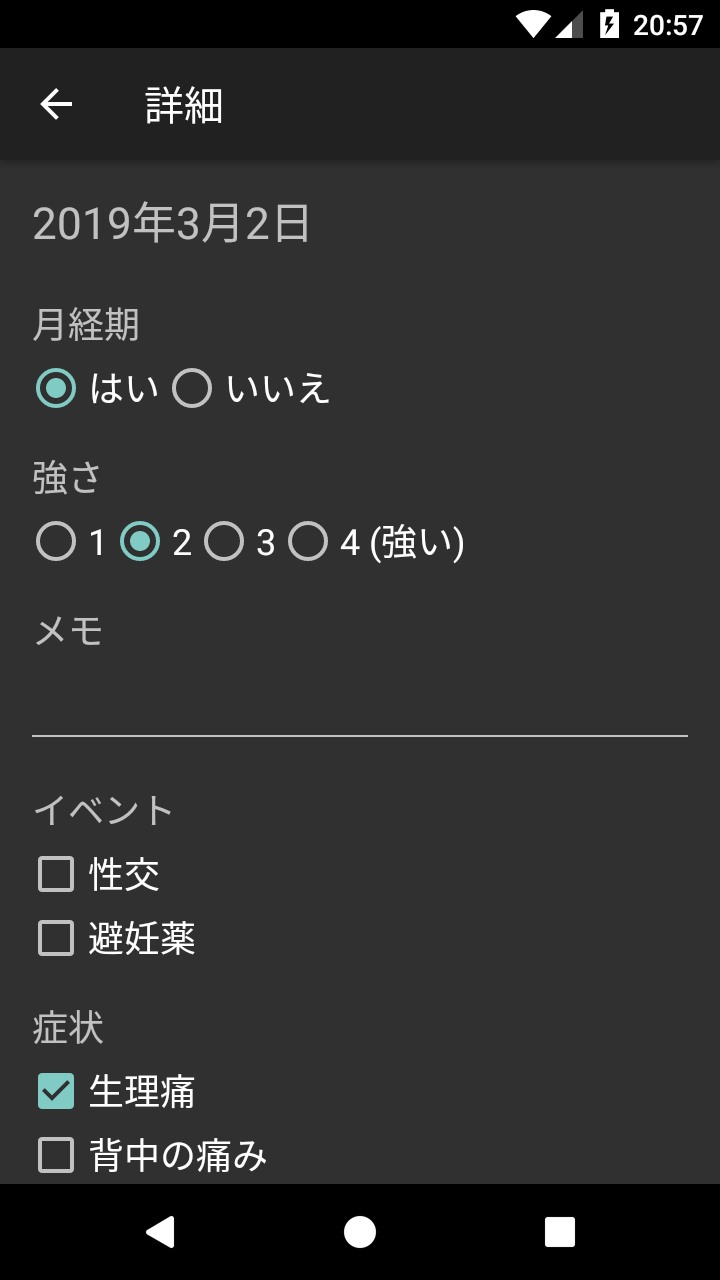 20:57
詳細
2019年3月2日
月経期
はい いいえ
強さ
1 2 3 4 (強い)
メモ
イベント
性交
避妊薬
症状
生理痛
背中の痛み